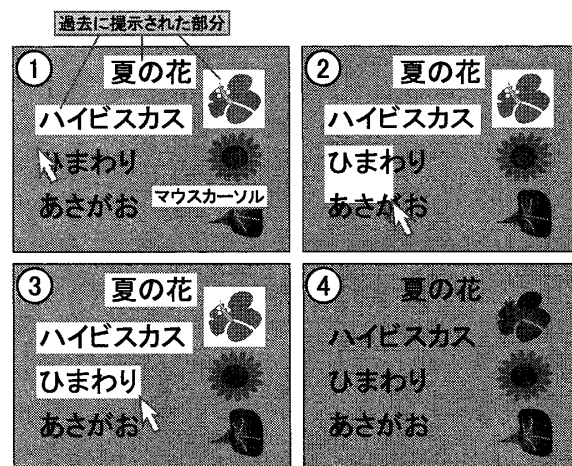 過去に提示された部分
①
夏の花
ハイビスカス
ひまわり
あさがお
マウスカーソル
②
夏の花
ハイビスカス
ひまわり
あさがお
③
夏の花
ハイビスカス
ひまわり
あさがお
④
夏の花
ハイビスカス
ひまわり
あさがお